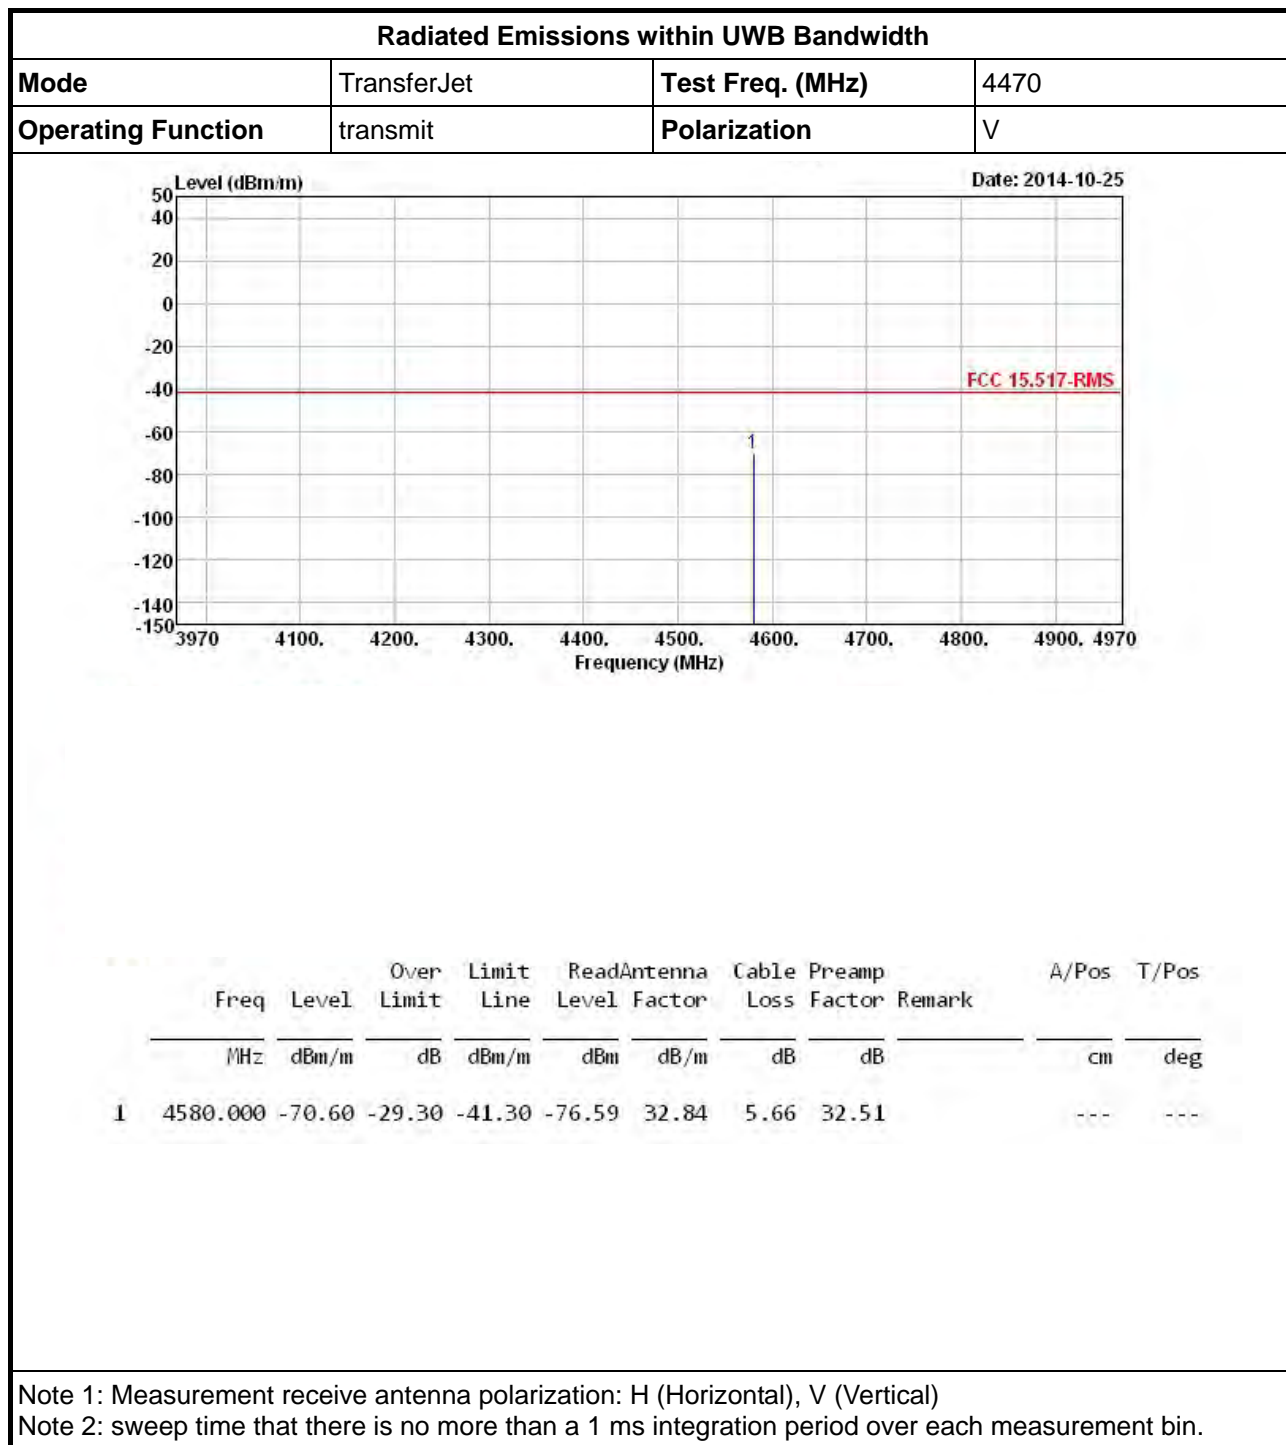 Radiated Emissions within UWB Bandwidth
Mode TransferJet Test Freq. (MHz) 4470
Operating Function transmit Polarization V
Level (dBm/m) Date: 2014-10-25
50
40
20
0
-20
-40
FCC 15.517-RMS
-60
1
-80
-100
-120
-140
-150
3970 4100. 4200. 4300. 4400. 4500. 4600. 4700. 4800. 4900. 4970
Frequency (MHz)
Over Limit ReadAntenna Cable Preamp A/Pos T/Pos
Freq Level Limit Line Level Factor Loss Factor Remark
MHz dBm/m dB dBm/m dBm dB/m dB dB cm deg
1 4580.000 -70.60 -29.30 -41.30 -76.59 32.84 5.66 32.51 --- ---
Note 1: Measurement receive antenna polarization: H (Horizontal), V (Vertical)
Note 2: sweep time that there is no more than a 1 ms integration period over each measurement bin.